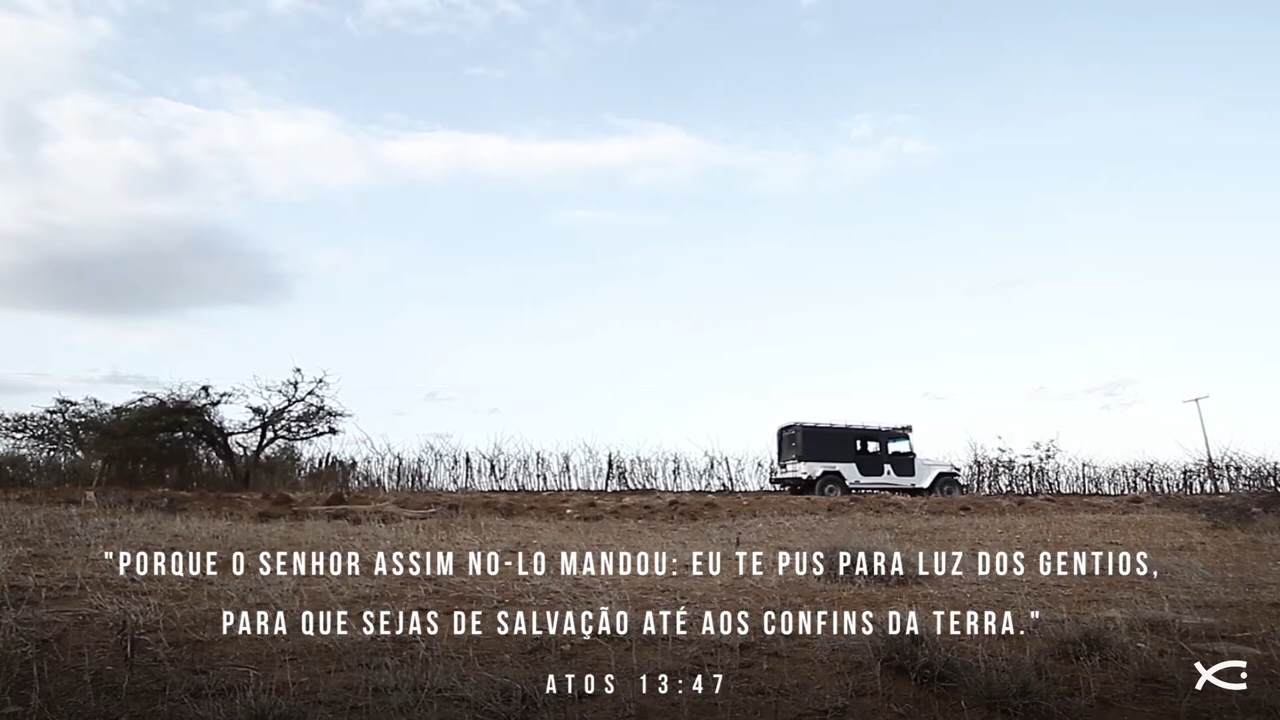 "PORQUE O SENHOR ASSIM NO-LO MANDOU: EU TE PUS PARA LUZ DOS GENTIOS,
PARA QUE SEJAS DE SALVAÇÃO ATÉ AOS CONFINS DA TERRA."
ATOS 13:47